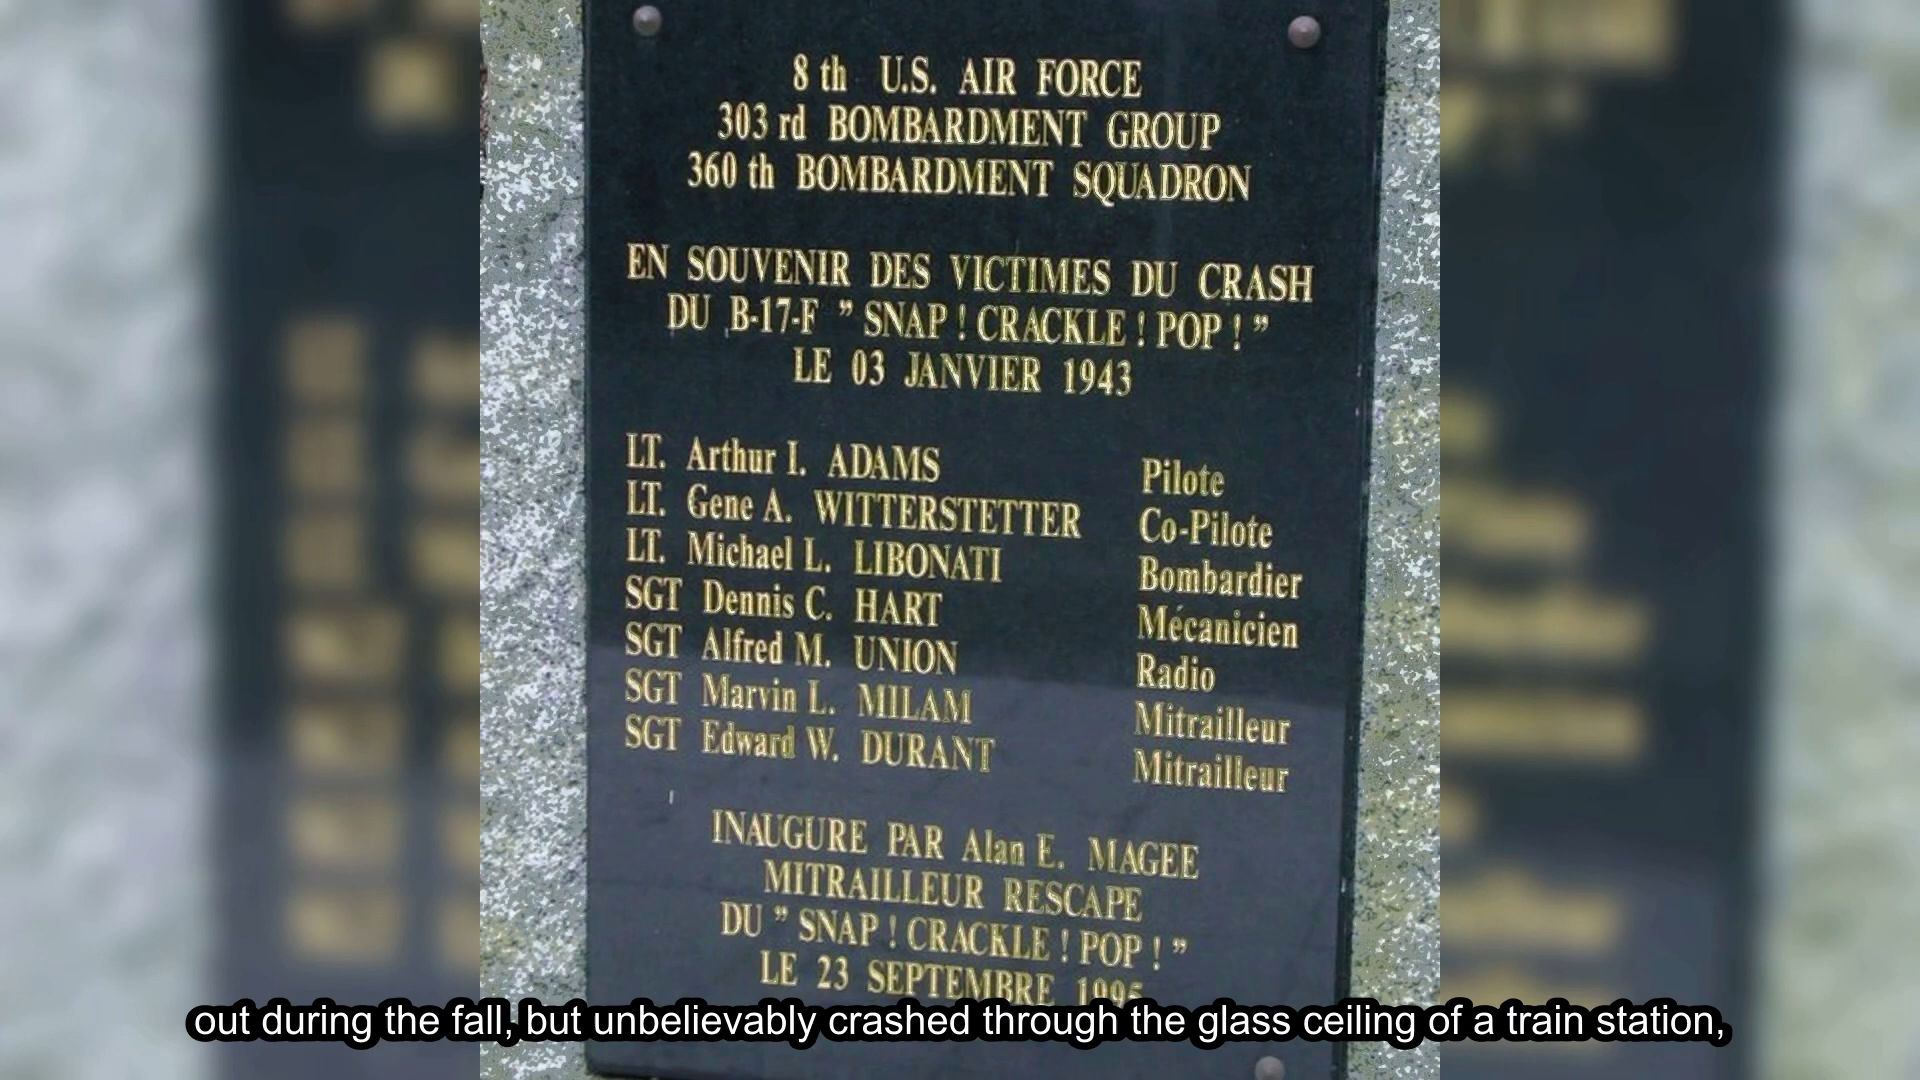 8 th U.S. AIR FORCE
303 rd BOMBARDMENT GROUP
360 th BOMBARDMENT SQUADRON
EN SOUVENIR DES VICTIMES DU CRASH
DU B-17-F " SNAP ! CRACKLE ! POP ! "
LE 03 JANVIER 1943
LT. Arthur I. ADAMS Pilote
LT. Gene A. WITTERSTETTER Co-Pilote
LT. Michael L. LIBONATI Bombardier
SGT Dennis C. HART Mécanicien
SGT Alfred M. UNION Radio
SGT Marvin L. MILAM Mitrailleur
SGT Edward W. DURANT Mitrailleur
INAUGURE PAR Alan E. MAGEE
MITRAILLEUR RESCAPE
DU " SNAP ! CRACKLE ! POP ! "
LE 23 SEPTEMBRE 1995
out during the fall, but unbelievably crashed through the glass ceiling of a train station,